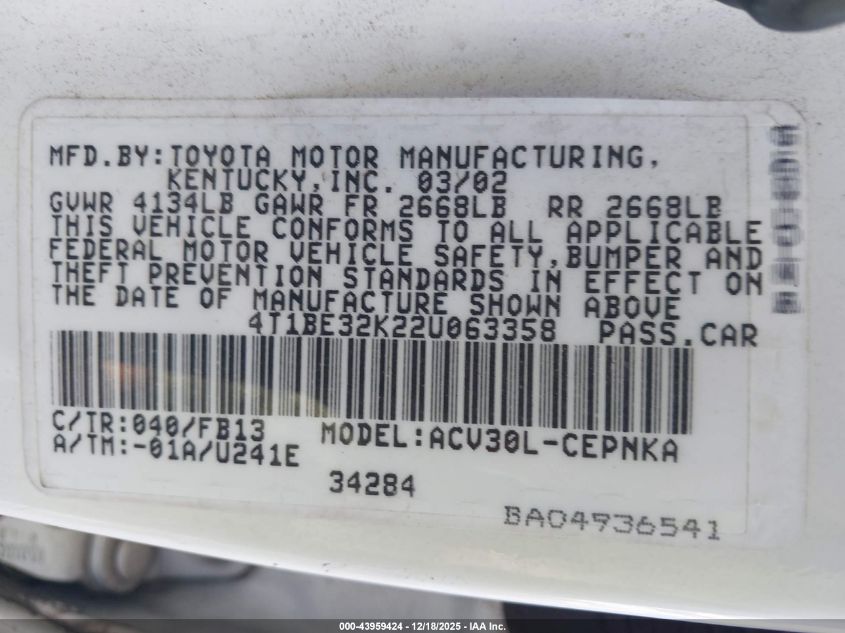 MFD.BY:TOYOTA MOTOR MANUFACTURING,
KENTUCKY,INC. 03/02
GVWR 4134LB GAWR FR 2668LB RR 2668LB
THIS VEHICLE CONFORMS TO ALL APPLICABLE
FEDERAL MOTOR VEHICLE SAFETY,BUMPER AND
THEFT PREVENTION STANDARDS IN EFFECT ON
THE DATE OF MANUFACTURE SHOWN ABOVE
4T1BE32K22U063358 PASS.CAR
C/TR:040/FB13 MODEL:ACV30L-CEPNKA
A/TM:-01A/U241E
34284
BA04936541
000-43959424 - 12/18/2025 - IAA Inc.